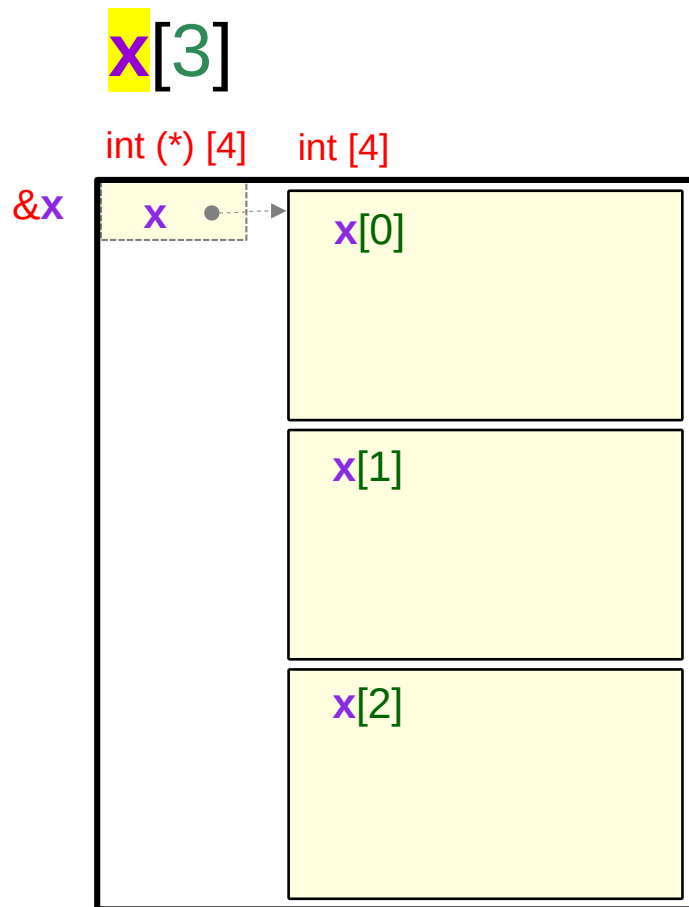 x[3]
int (*) [4] int [4]
&x x x[0]
x[1]
x[2]